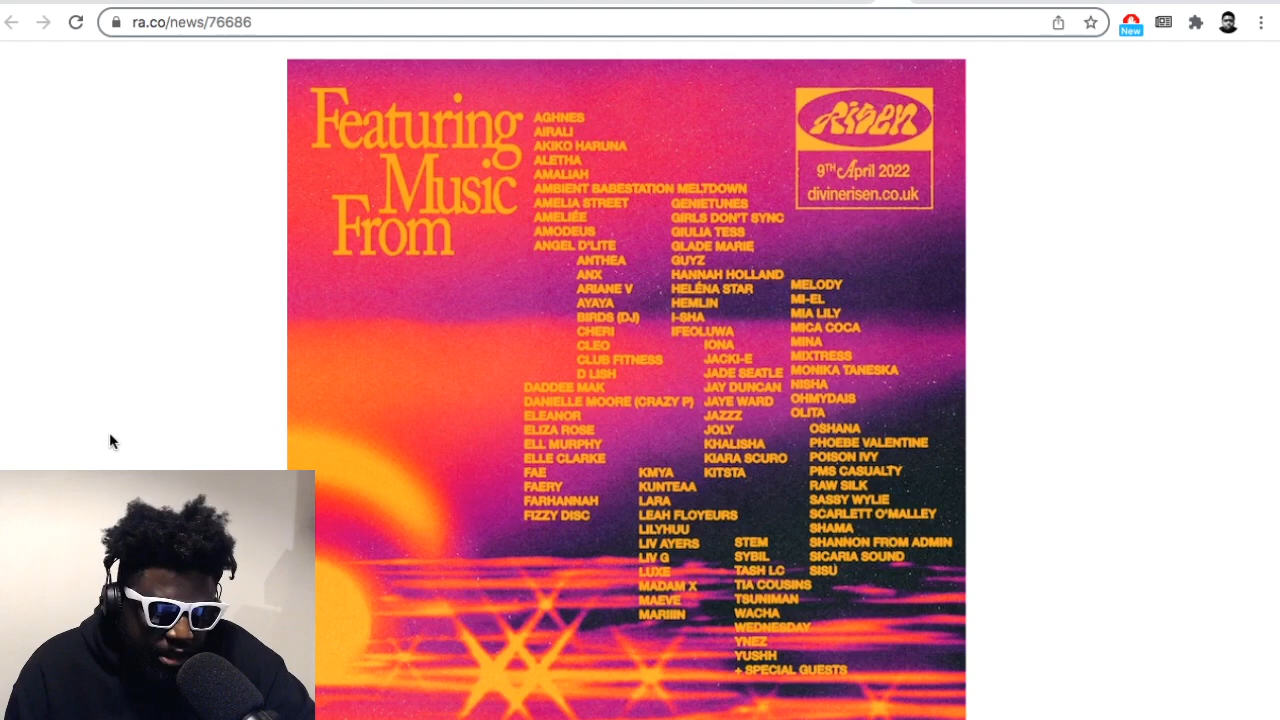 ra.co/news/76686
New
Featuring
Music
From
Risen
9TH April 2022
divinerisen.co.uk
AGHNES
AIRALI
AKIKO HARUNA
ALETHA
AMALIAH
AMBIENT BABESTATION MELTDOWN
AMELIA STREET
AMELIÉE
AMODEUS
ANGEL D'LITE
ANTHEA
ANX
ARIANE V
AYAYA
BIRDS (DJ)
CHERI
CLEO
CLUB FITNESS
D LISH
DADDEE MAK
DANIELLE MOORE (CRAZY P)
ELEANOR
ELIZA ROSE
ELL MURPHY
ELLE CLARKE
FAE
FAERY
FARHANNAH
FIZZY DISC
GENIETUNES
GIRLS DON'T SYNC
GIULIA TESS
GLADE MARIE
GUYZ
HANNAH HOLLAND
HELÉNA STAR
HEMLIN
I-SHA
IFEOLUWA
IONA
JACKI-E
JADE SEATLE
JAY DUNCAN
JAYE WARD
JAZZZ
JOLY
KHALISHA
KIARA SCURO
KITSTA
KMYA
KUNTEAA
LARA
LEAH FLOYEURS
LILYHUU
LIV AYERS
LIV G
LUXE
MADAM X
MAEVE
MARIIIN
MELODY
MI-EL
MIA LILY
MICA COCA
MINA
MIXTRESS
MONIKA TANESKA
NISHA
OHMYDAIS
OLITA
OSHANA
PHOEBE VALENTINE
POISON IVY
PMS CASUALTY
RAW SILK
SASSY WYLIE
SCARLETT O'MALLEY
SHAMA
SHANNON FROM ADMIN
SICARIA SOUND
SISU
STEM
SYBIL
TASH LC
TIA COUSINS
TSUNIMAN
WACHA
WEDNESDAY
YNEZ
YUSHH
+ SPECIAL GUESTS